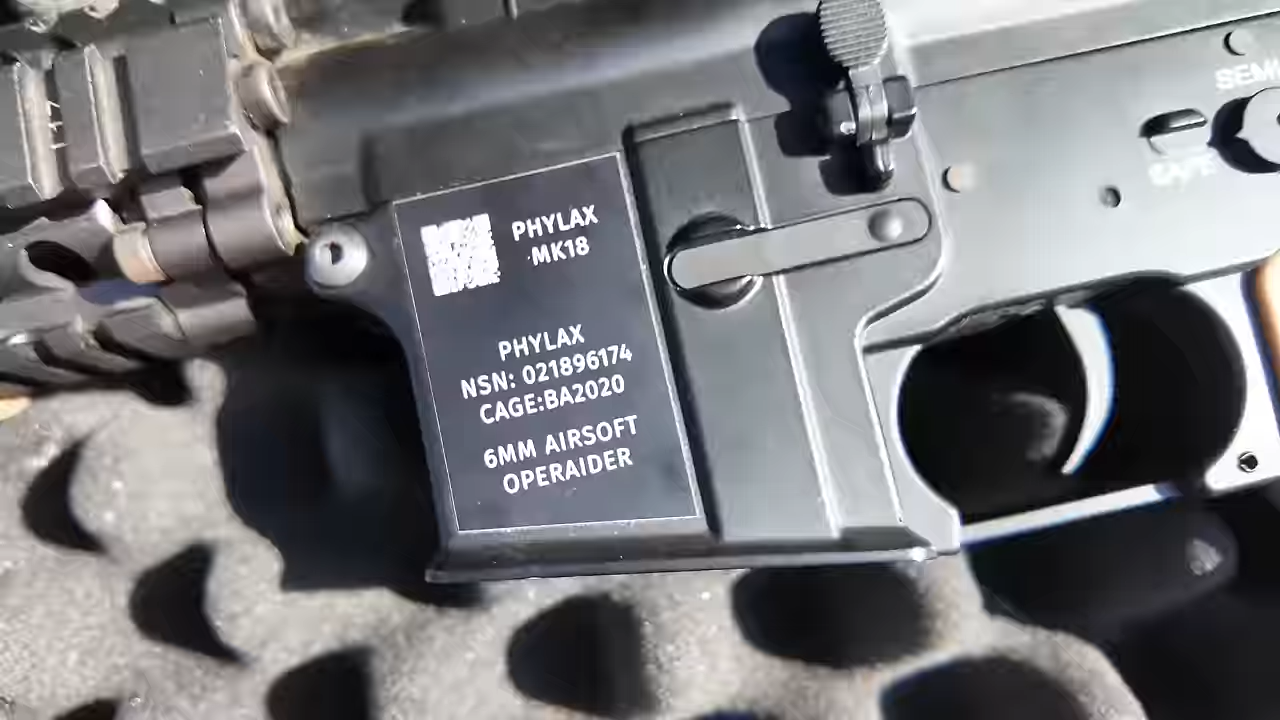 PHYLAX
MK18
PHYLAX
NSN: 021896174
CAGE:BA2020
6MM AIRSOFT
OPERAIDER
SEMI
SAFE